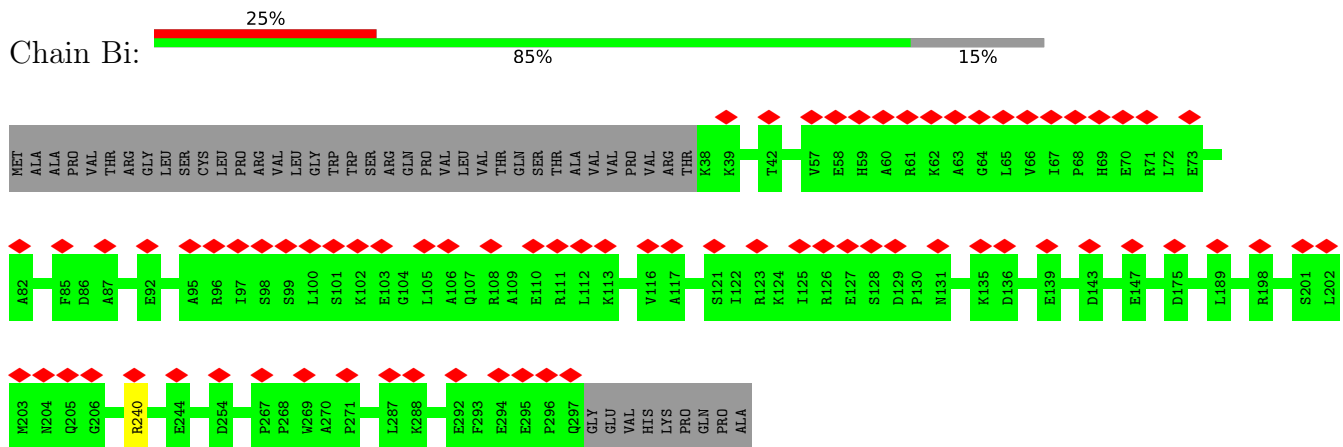 25%
Chain Bi:
85% 15%
MET ALA ALA PRO VAL THR ARG GLY LEU SER CYS LEU PRO ARG VAL LEU GLY TRP TRP SER ARG GLN PRO VAL LEU VAL THR GLN SER THR ALA VAL VAL PRO VAL ARG THR K38 K39 T42 V57 E58 H59 A60 R61 K62 A63 G64 L65 V66 I67 P68 H69 E70 R71 L72 E73
A82 F85 D86 A87 E92 A95 R96 I97 S98 S99 L100 S101 K102 E103 G104 L105 A106 Q107 R108 A109 E110 R111 L112 K113 V116 A117 S121 I122 R123 K124 I125 R126 E127 S128 D129 P130 N131 K135 D136 E139 D143 E147 D175 L189 R198 S201 L202
M203 N204 Q205 G206 R240 E244 D254 P267 P268 W269 A270 P271 L287 K288 E292 F293 E294 E295 P296 Q297 GLY GLU VAL HIS LYS PRO GLN PRO ALA